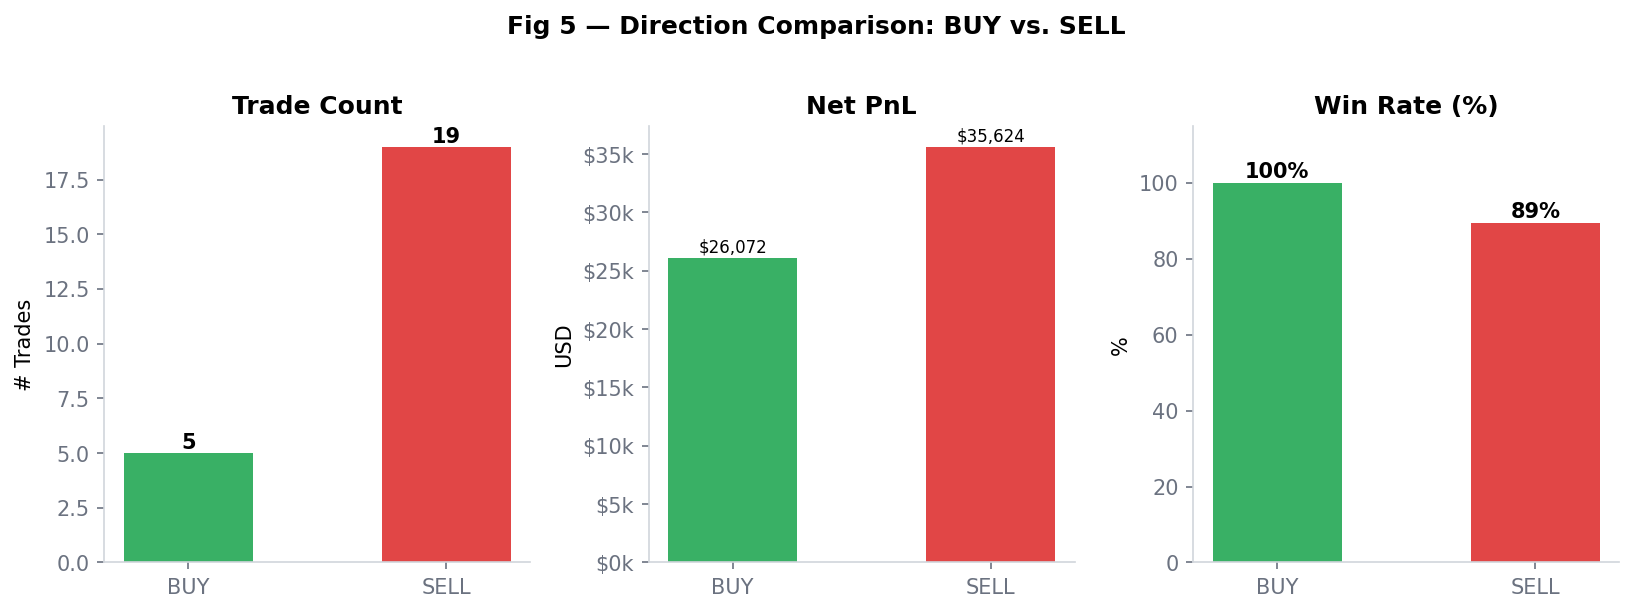 Fig 5 — Direction Comparison: BUY vs. SELL
Trade Count
# Trades
17.5
15.0
12.5
10.0
7.5
5.0
2.5
0.0
5
19
BUY
SELL
Net PnL
USD
$35k
$30k
$25k
$20k
$15k
$10k
$5k
$0k
$26,072
$35,624
BUY
SELL
Win Rate (%)
%
100
80
60
40
20
0
100%
89%
BUY
SELL